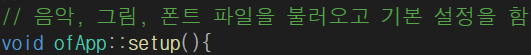 // 음악, 그림, 폰트 파일을 불러오고 기본 설정을 함
void ofApp::setup(){